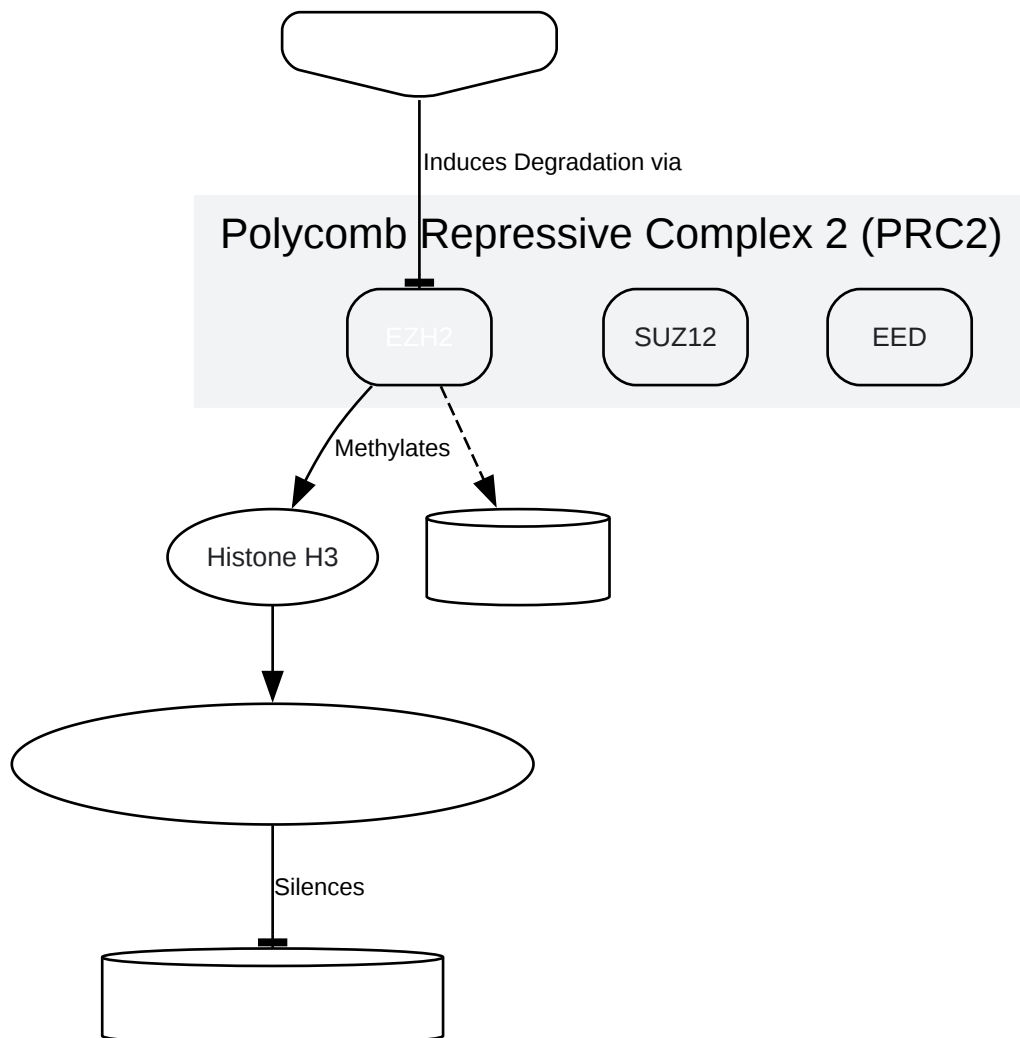 Induces Degradation via
Polycomb Repressive Complex 2 (PRC2)
EZH2
SUZ12
EED
Methylates
Histone H3
Silences